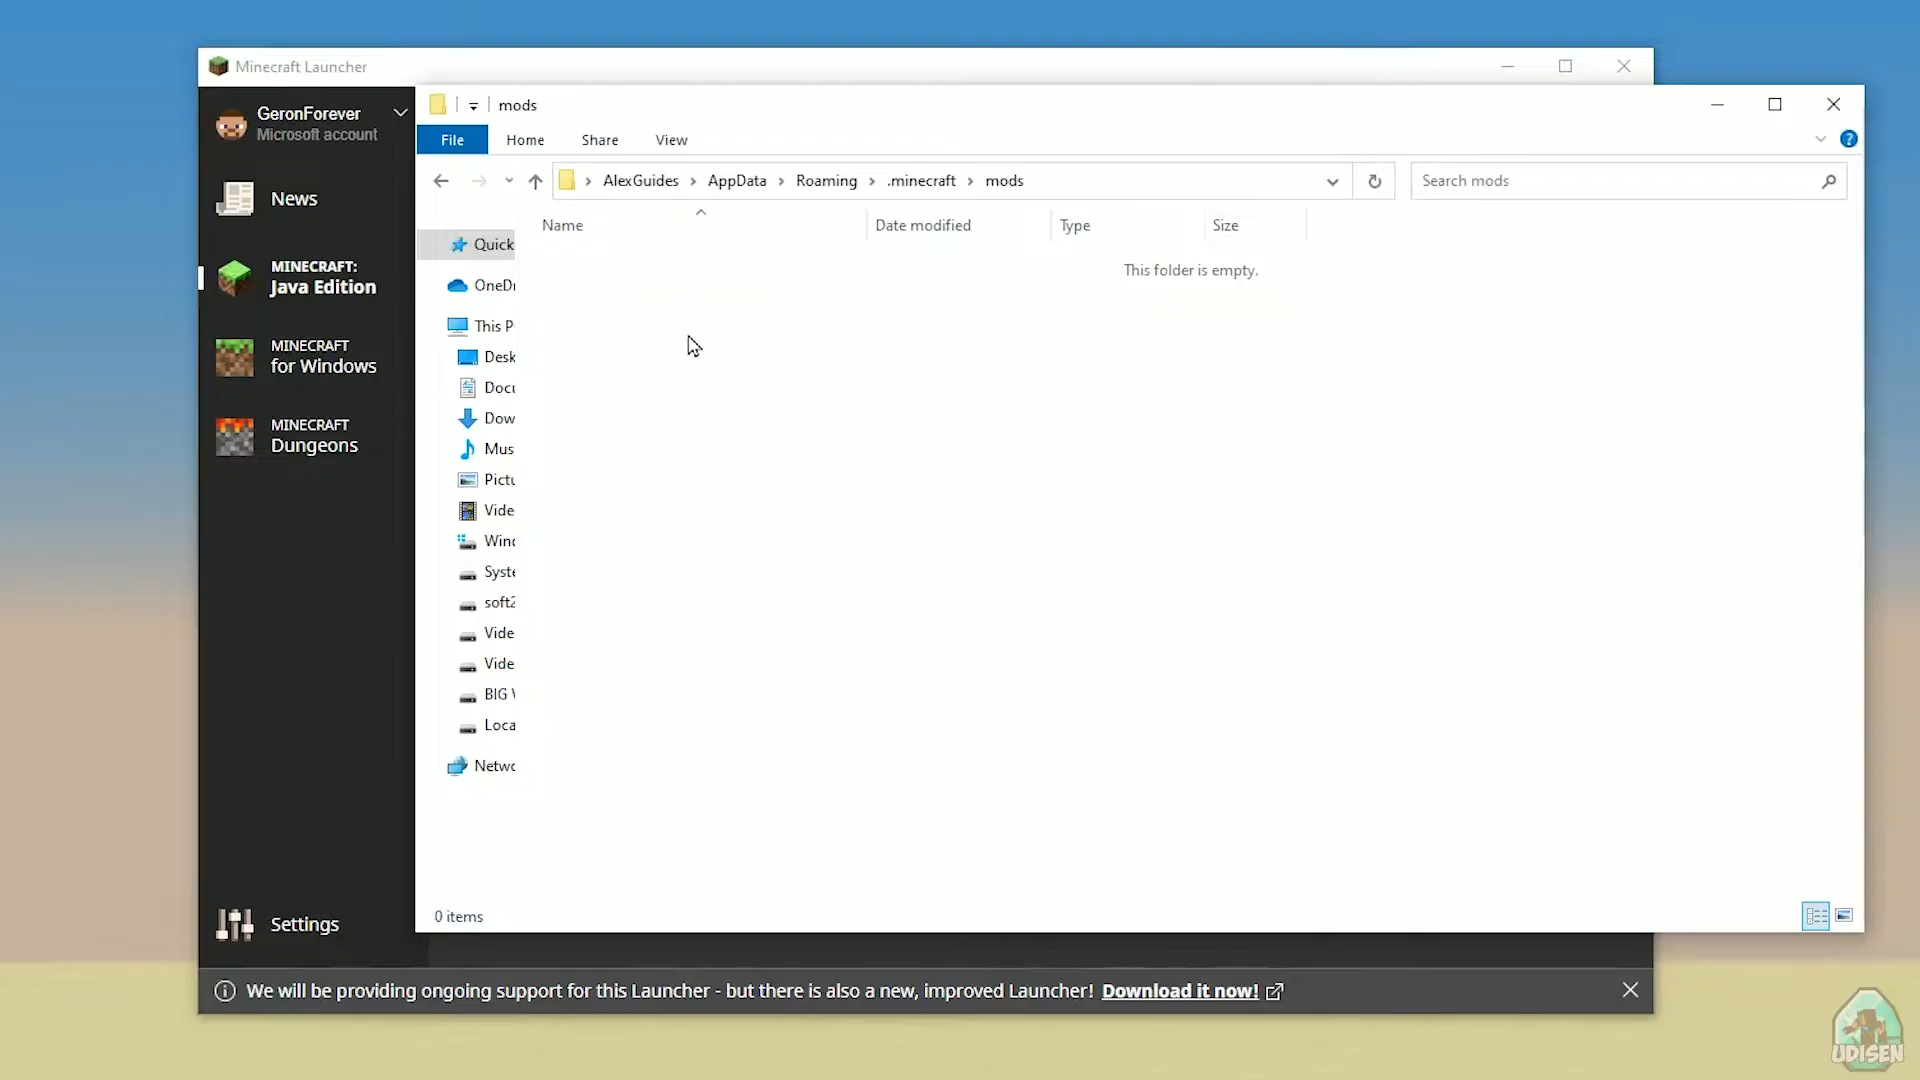 Minecraft Launcher
GeronForever
Microsoft account
News
MINECRAFT:
Java Edition
MINECRAFT
for Windows
MINECRAFT
Dungeons
Settings
mods
File Home Share View
?
AlexGuides AppData Roaming .minecraft mods
Search mods
Name Date modified Type Size
This folder is empty.
Quick
OneDr
This P
Desk
Docu
Dow
Mus
Pictu
Vide
Wind
Syste
soft2
Vide
Vide
BIG
Loca
Netwo
0 items
We will be providing ongoing support for this Launcher - but there is also a new, improved Launcher! Download it now!
UDISEN